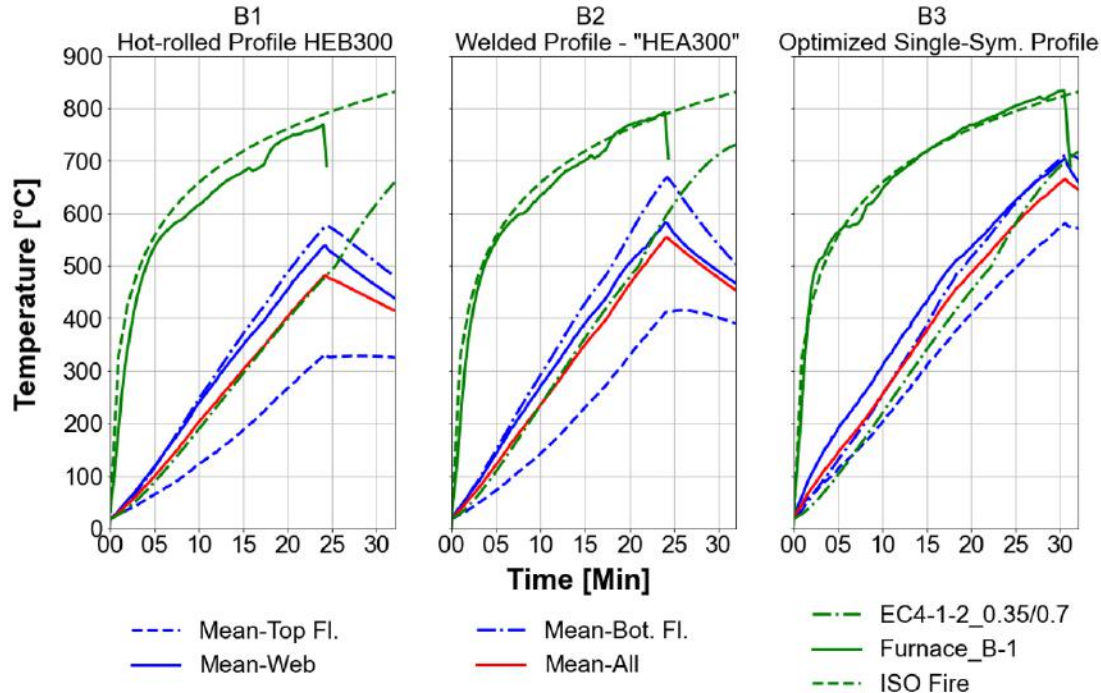 B1
Hot-rolled Profile HEB300
B2
Welded Profile - "HEA300"
B3
Optimized Single-Sym. Profile
Temperature [°C]
900
800
700
600
500
400
300
200
100
0
00 05 10 15 20 25 30
00 05 10 15 20 25 30
00 05 10 15 20 25 30
Time [Min]
Mean-Top Fl.
Mean-Web
Mean-Bot. Fl.
Mean-All
EC4-1-2_0.35/0.7
Furnace_B-1
ISO Fire